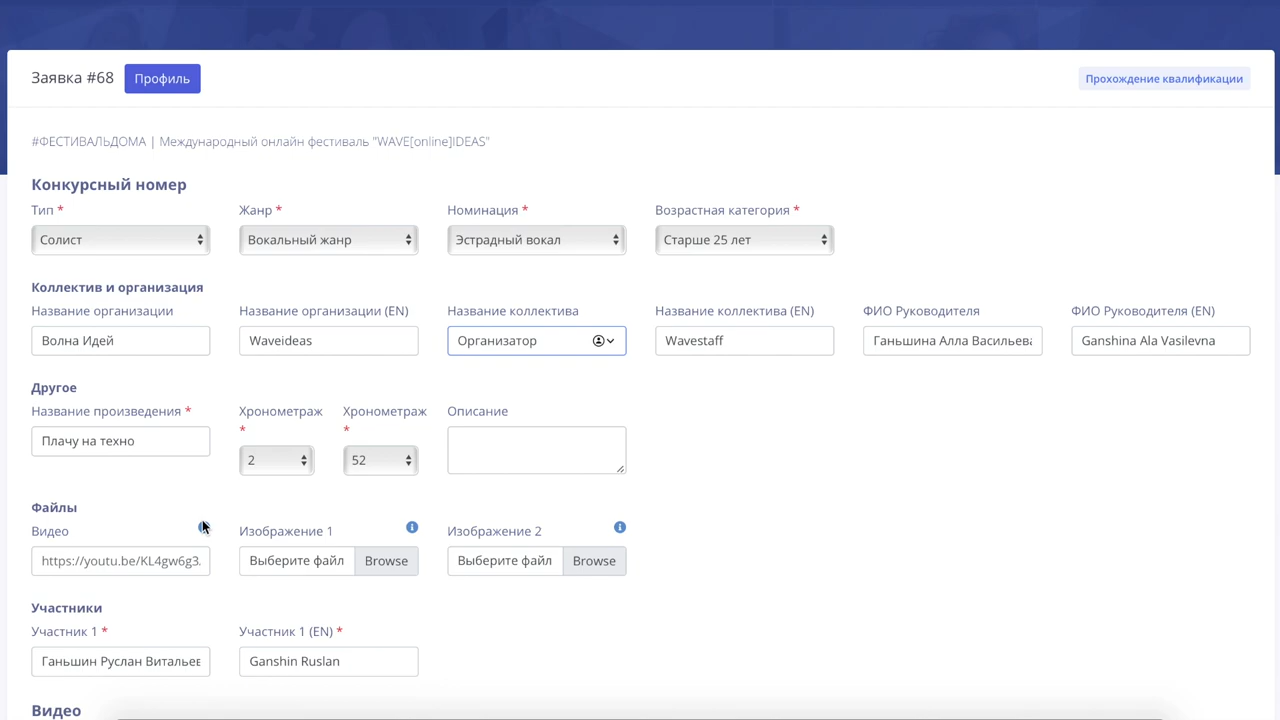 Заявка #68 Профиль Прохождение квалификации
#ФЕСТИВАЛЬДОМА | Международный онлайн фестиваль "WAVE[online]IDEAS"
Конкурсный номер
Тип * Жанр * Номинация * Возрастная категория *
Солист Вокальный жанр Эстрадный вокал Старше 25 лет
Коллектив и организация
Название организации Название организации (EN) Название коллектива Название коллектива (EN) ФИО Руководителя ФИО Руководителя (EN)
Волна Идей Waveideas Организатор Wavestaff Ганьшина Алла Васильева Ganshina Ala Vasilevna
Другое
Название произведения * Хронометраж * Хронометраж * Описание
Плачу на техно 2 52
Файлы
Видео Изображение 1 Изображение 2
https://youtu.be/KL4gw6g3. Выберите файл Browse Выберите файл Browse
Участники
Участник 1 * Участник 1 (EN) *
Ганьшин Руслан Витальев Ganshin Ruslan
Видео